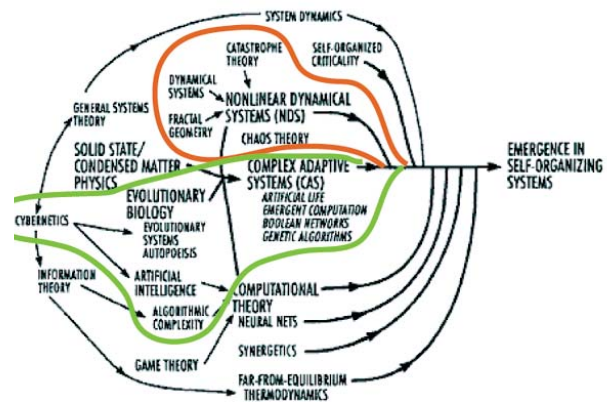 SYSTEM DYNAMICS
CATASTROPHE
THEORY
SELF-ORGANIZED
CRITICALITY
DYNAMICAL
SYSTEMS
NONLINEAR DYNAMICAL
SYSTEMS (NDS)
GENERAL SYSTEMS
THEORY
FRACTAL
GEOMETRY
CHAOS THEORY
SOLID STATE/
CONDENSED MATTER
PHYSICS
COMPLEX ADAPTIVE
SYSTEMS (CAS)
ARTIFICIAL LIFE
EMERGENT COMPUTATION
BOOLEAN NETWORKS
GENETIC ALGORITHMS
EMERGENCE IN
SELF-ORGANIZING
SYSTEMS
EVOLUTIONARY
BIOLOGY
EVOLUTIONARY
SYSTEMS
AUTOPOEISIS
CYBERNETICS
INFORMATION
THEORY
ARTIFICIAL
INTELLIGENCE
ALGORITHMIC
COMPLEXITY
COMPUTATIONAL
THEORY
NEURAL NETS
GAME THEORY
SYNERGETICS
FAR-FROM-EQUILIBRIUM
THERMODYNAMICS